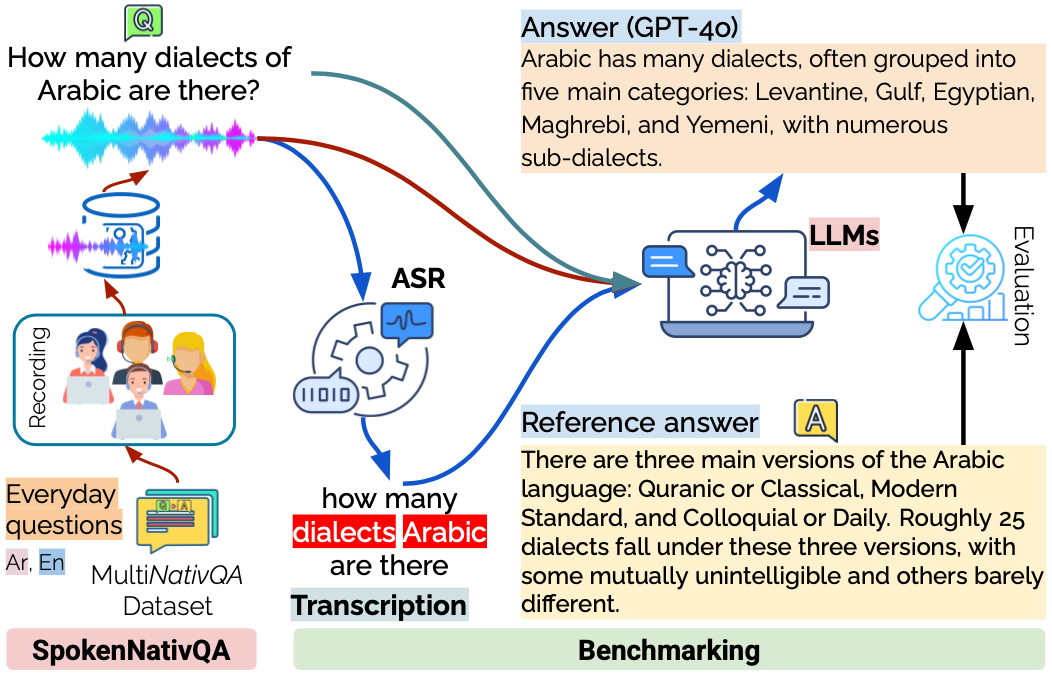 Q
How many dialects of
Arabic are there?
Recording
Everyday
questions
Ar, En
Q A
MultiNativQA
Dataset
SpokenNativQA
ASR
11010
how many
dialects Arabic
are there
Transcription
LLMs
Answer (GPT-4o)
Arabic has many dialects, often grouped into
five main categories: Levantine, Gulf, Egyptian,
Maghrebi, and Yemeni, with numerous
sub-dialects.
Evaluation
Reference answer
A
There are three main versions of the Arabic
language: Quranic or Classical, Modern
Standard, and Colloquial or Daily. Roughly 25
dialects fall under these three versions, with
some mutually unintelligible and others barely
different.
Benchmarking